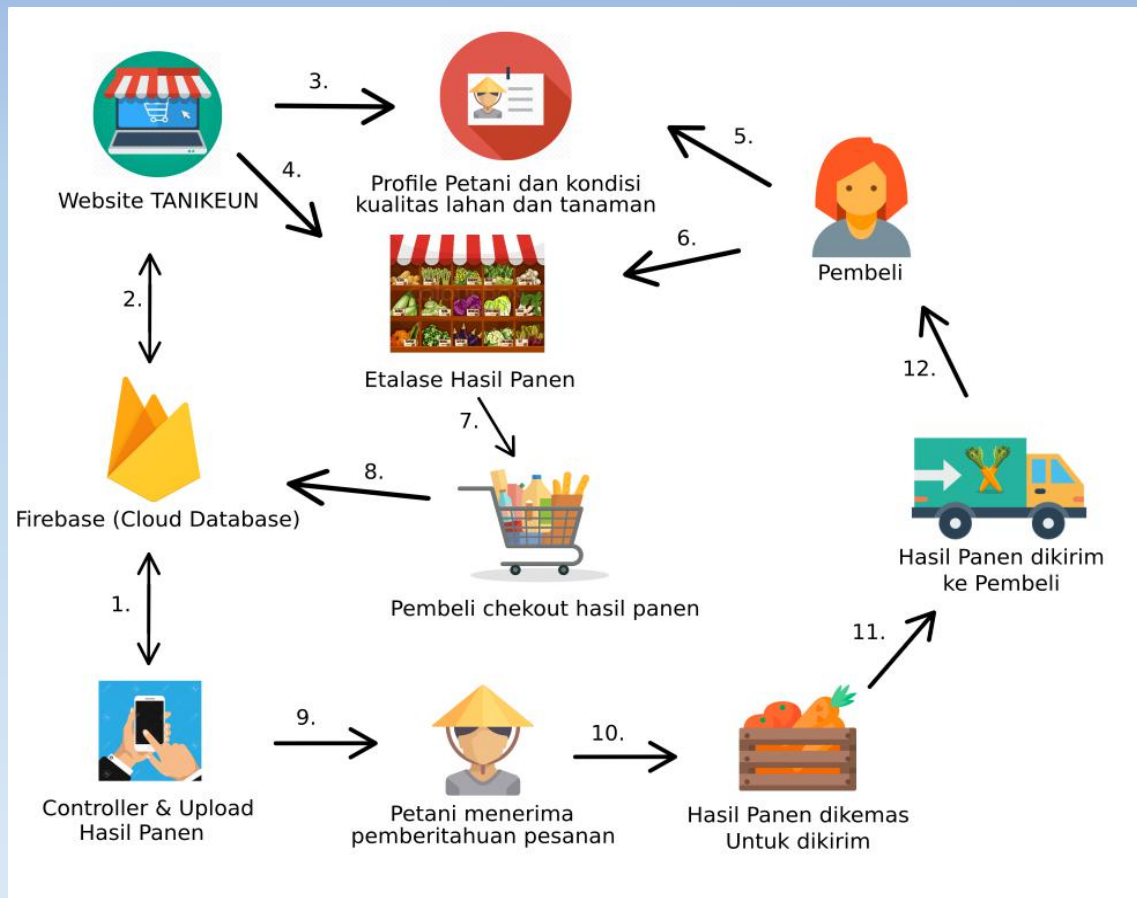 3.
4.
5.
Website TANIKEUN
Profile Petani dan kondisi
kualitas lahan dan tanaman
6.
Pembeli
2.
Etalase Hasil Panen
12.
7.
8.
Firebase (Cloud Database)
Hasil Panen dikirim
ke Pembeli
Pembeli chekout hasil panen
1.
11.
9.
10.
Controller & Upload
Hasil Panen
Petani menerima
pemberitahuan pesanan
Hasil Panen dikemas
Untuk dikirim